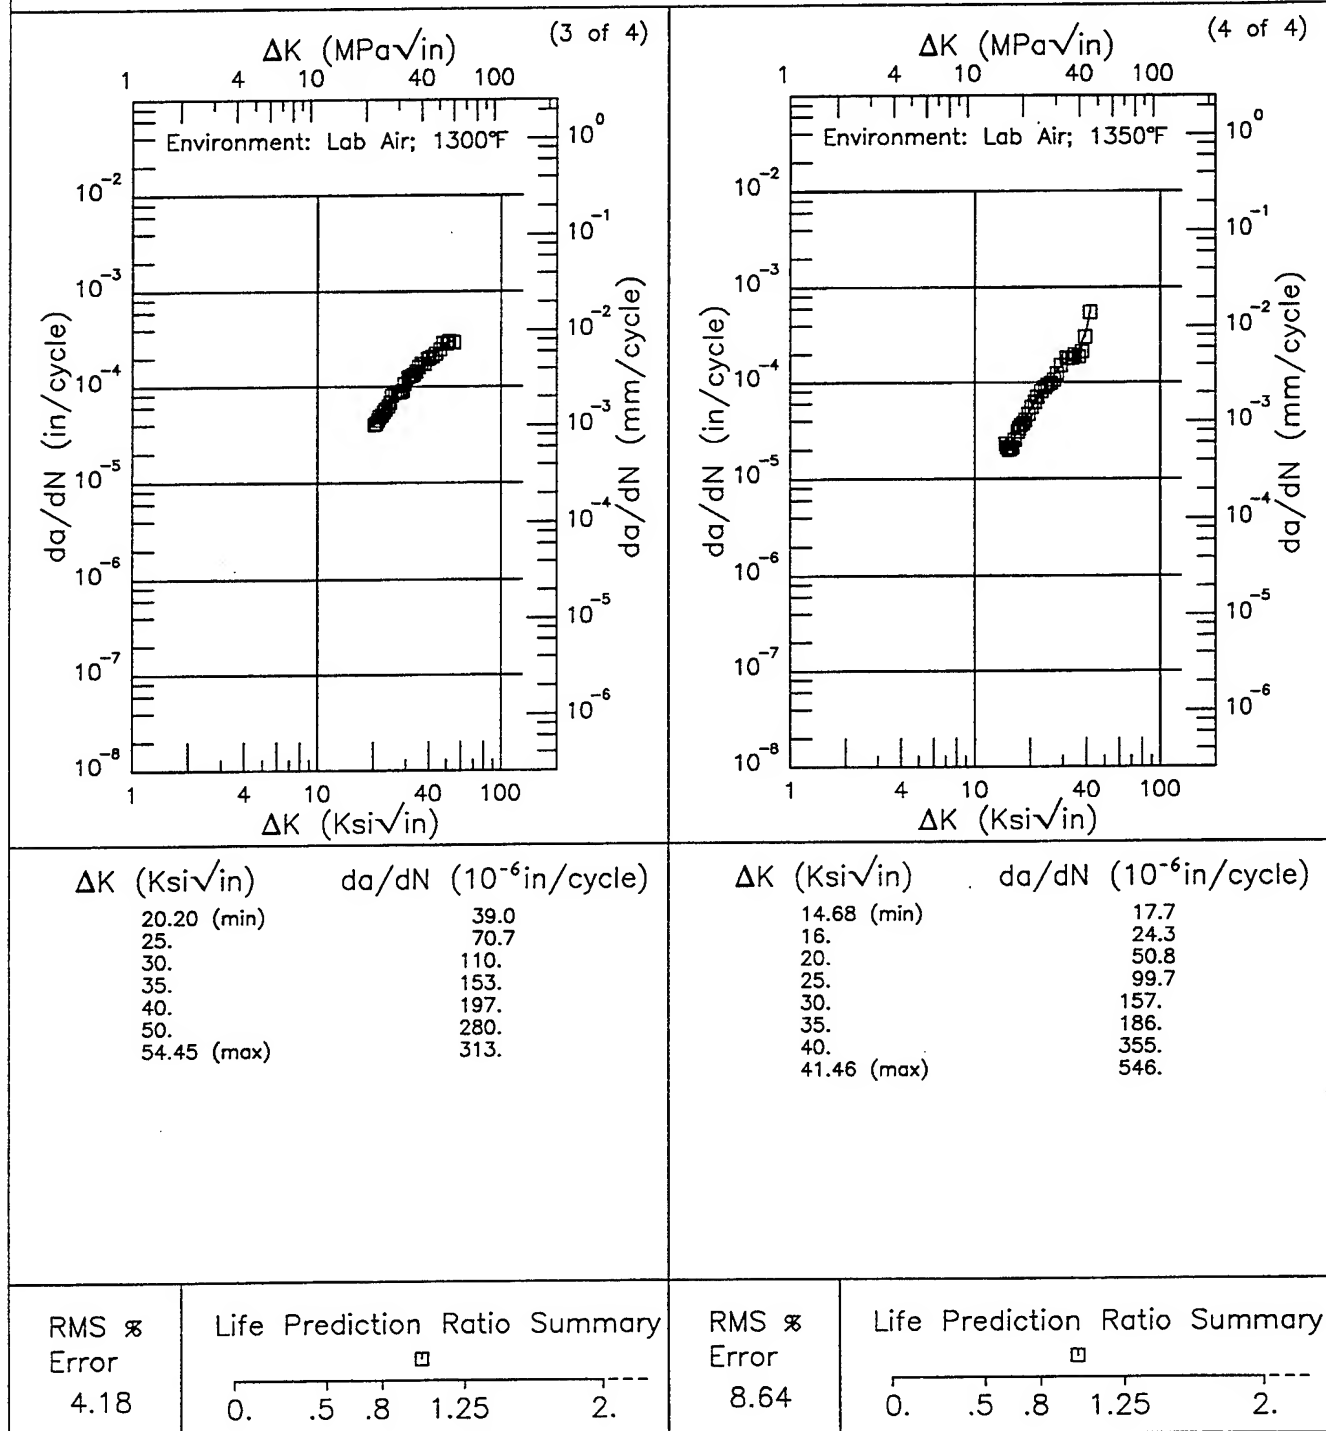 (3 of 4)
ΔK (MPa√in)
1 4 10 40 100
Environment: Lab Air; 1300°F
10⁰
10⁻¹
10⁻²
10⁻³
10⁻⁴
10⁻⁵
10⁻⁶
da/dN (mm/cycle)
10⁻²
10⁻³
10⁻⁴
10⁻⁵
10⁻⁶
10⁻⁷
10⁻⁸
da/dN (in/cycle)
1 4 10 40 100
ΔK (Ksi√in)
ΔK (Ksi√in) da/dN (10⁻⁶in/cycle)
20.20 (min) 39.0
25. 70.7
30. 110.
35. 153.
40. 197.
50. 280.
54.45 (max) 313.
RMS %
Error
4.18
Life Prediction Ratio Summary
0. .5 .8 1.25 2.
(4 of 4)
ΔK (MPa√in)
1 4 10 40 100
Environment: Lab Air; 1350°F
10⁰
10⁻¹
10⁻²
10⁻³
10⁻⁴
10⁻⁵
10⁻⁶
da/dN (mm/cycle)
10⁻²
10⁻³
10⁻⁴
10⁻⁵
10⁻⁶
10⁻⁷
10⁻⁸
da/dN (in/cycle)
1 4 10 40 100
ΔK (Ksi√in)
ΔK (Ksi√in) da/dN (10⁻⁶in/cycle)
14.68 (min) 17.7
16. 24.3
20. 50.8
25. 99.7
30. 157.
35. 186.
40. 355.
41.46 (max) 546.
RMS %
Error
8.64
Life Prediction Ratio Summary
0. .5 .8 1.25 2.